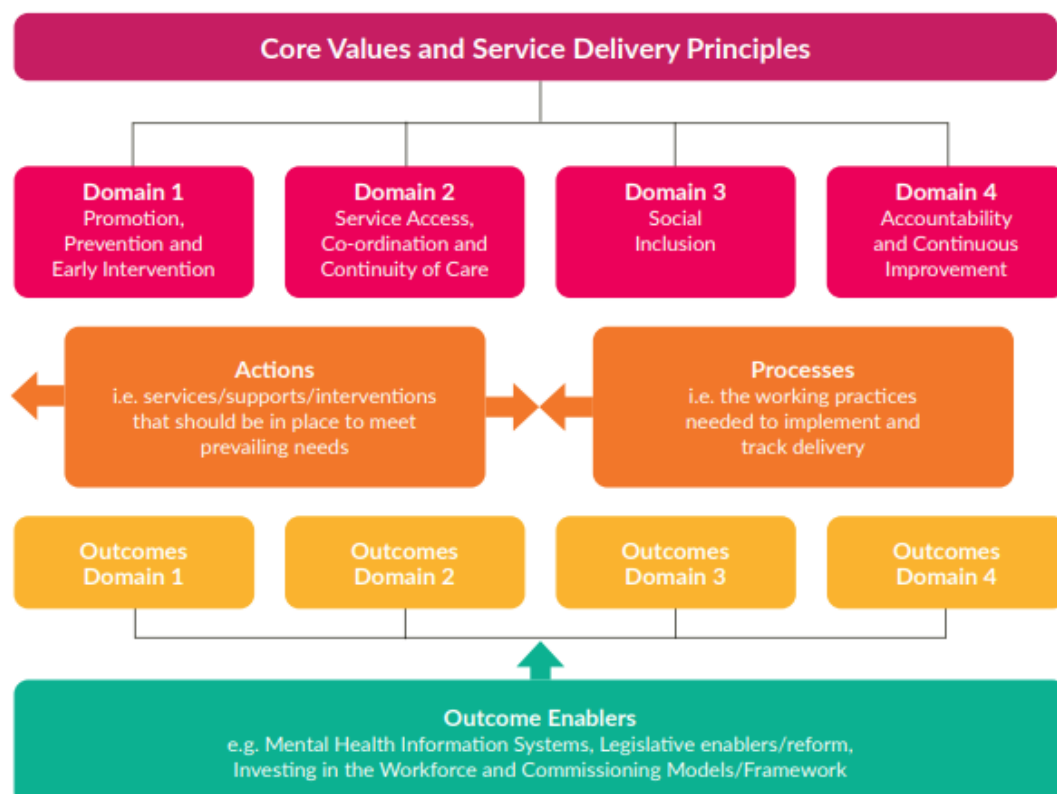 Core Values and Service Delivery Principles
Domain 1
Promotion,
Prevention and
Early Intervention
Domain 2
Service Access,
Co-ordination and
Continuity of Care
Domain 3
Social
Inclusion
Domain 4
Accountability
and Continuous
Improvement
Actions
i.e. services/supports/interventions
that should be in place to meet
prevailing needs
Processes
i.e. the working practices
needed to implement and
track delivery
Outcomes
Domain 1
Outcomes
Domain 2
Outcomes
Domain 3
Outcomes
Domain 4
Outcome Enablers
e.g. Mental Health Information Systems, Legislative enablers/reform,
Investing in the Workforce and Commissioning Models/Framework